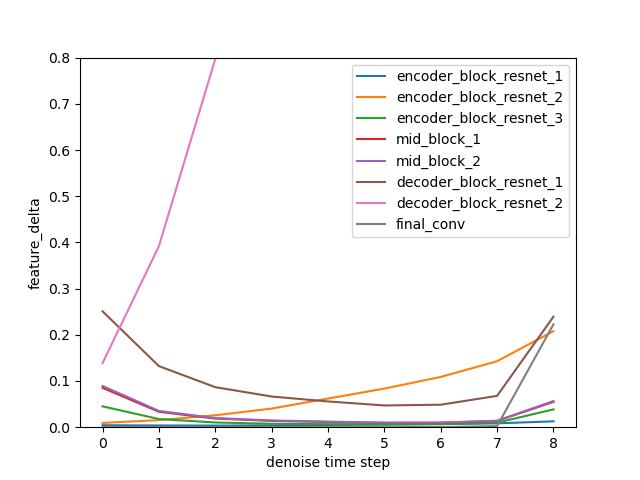 0.8
0.7
0.6
0.5
0.4
0.3
0.2
0.1
0.0
feature_delta
encoder_block_resnet_1
encoder_block_resnet_2
encoder_block_resnet_3
mid_block_1
mid_block_2
decoder_block_resnet_1
decoder_block_resnet_2
final_conv
0 1 2 3 4 5 6 7 8
denoise time step